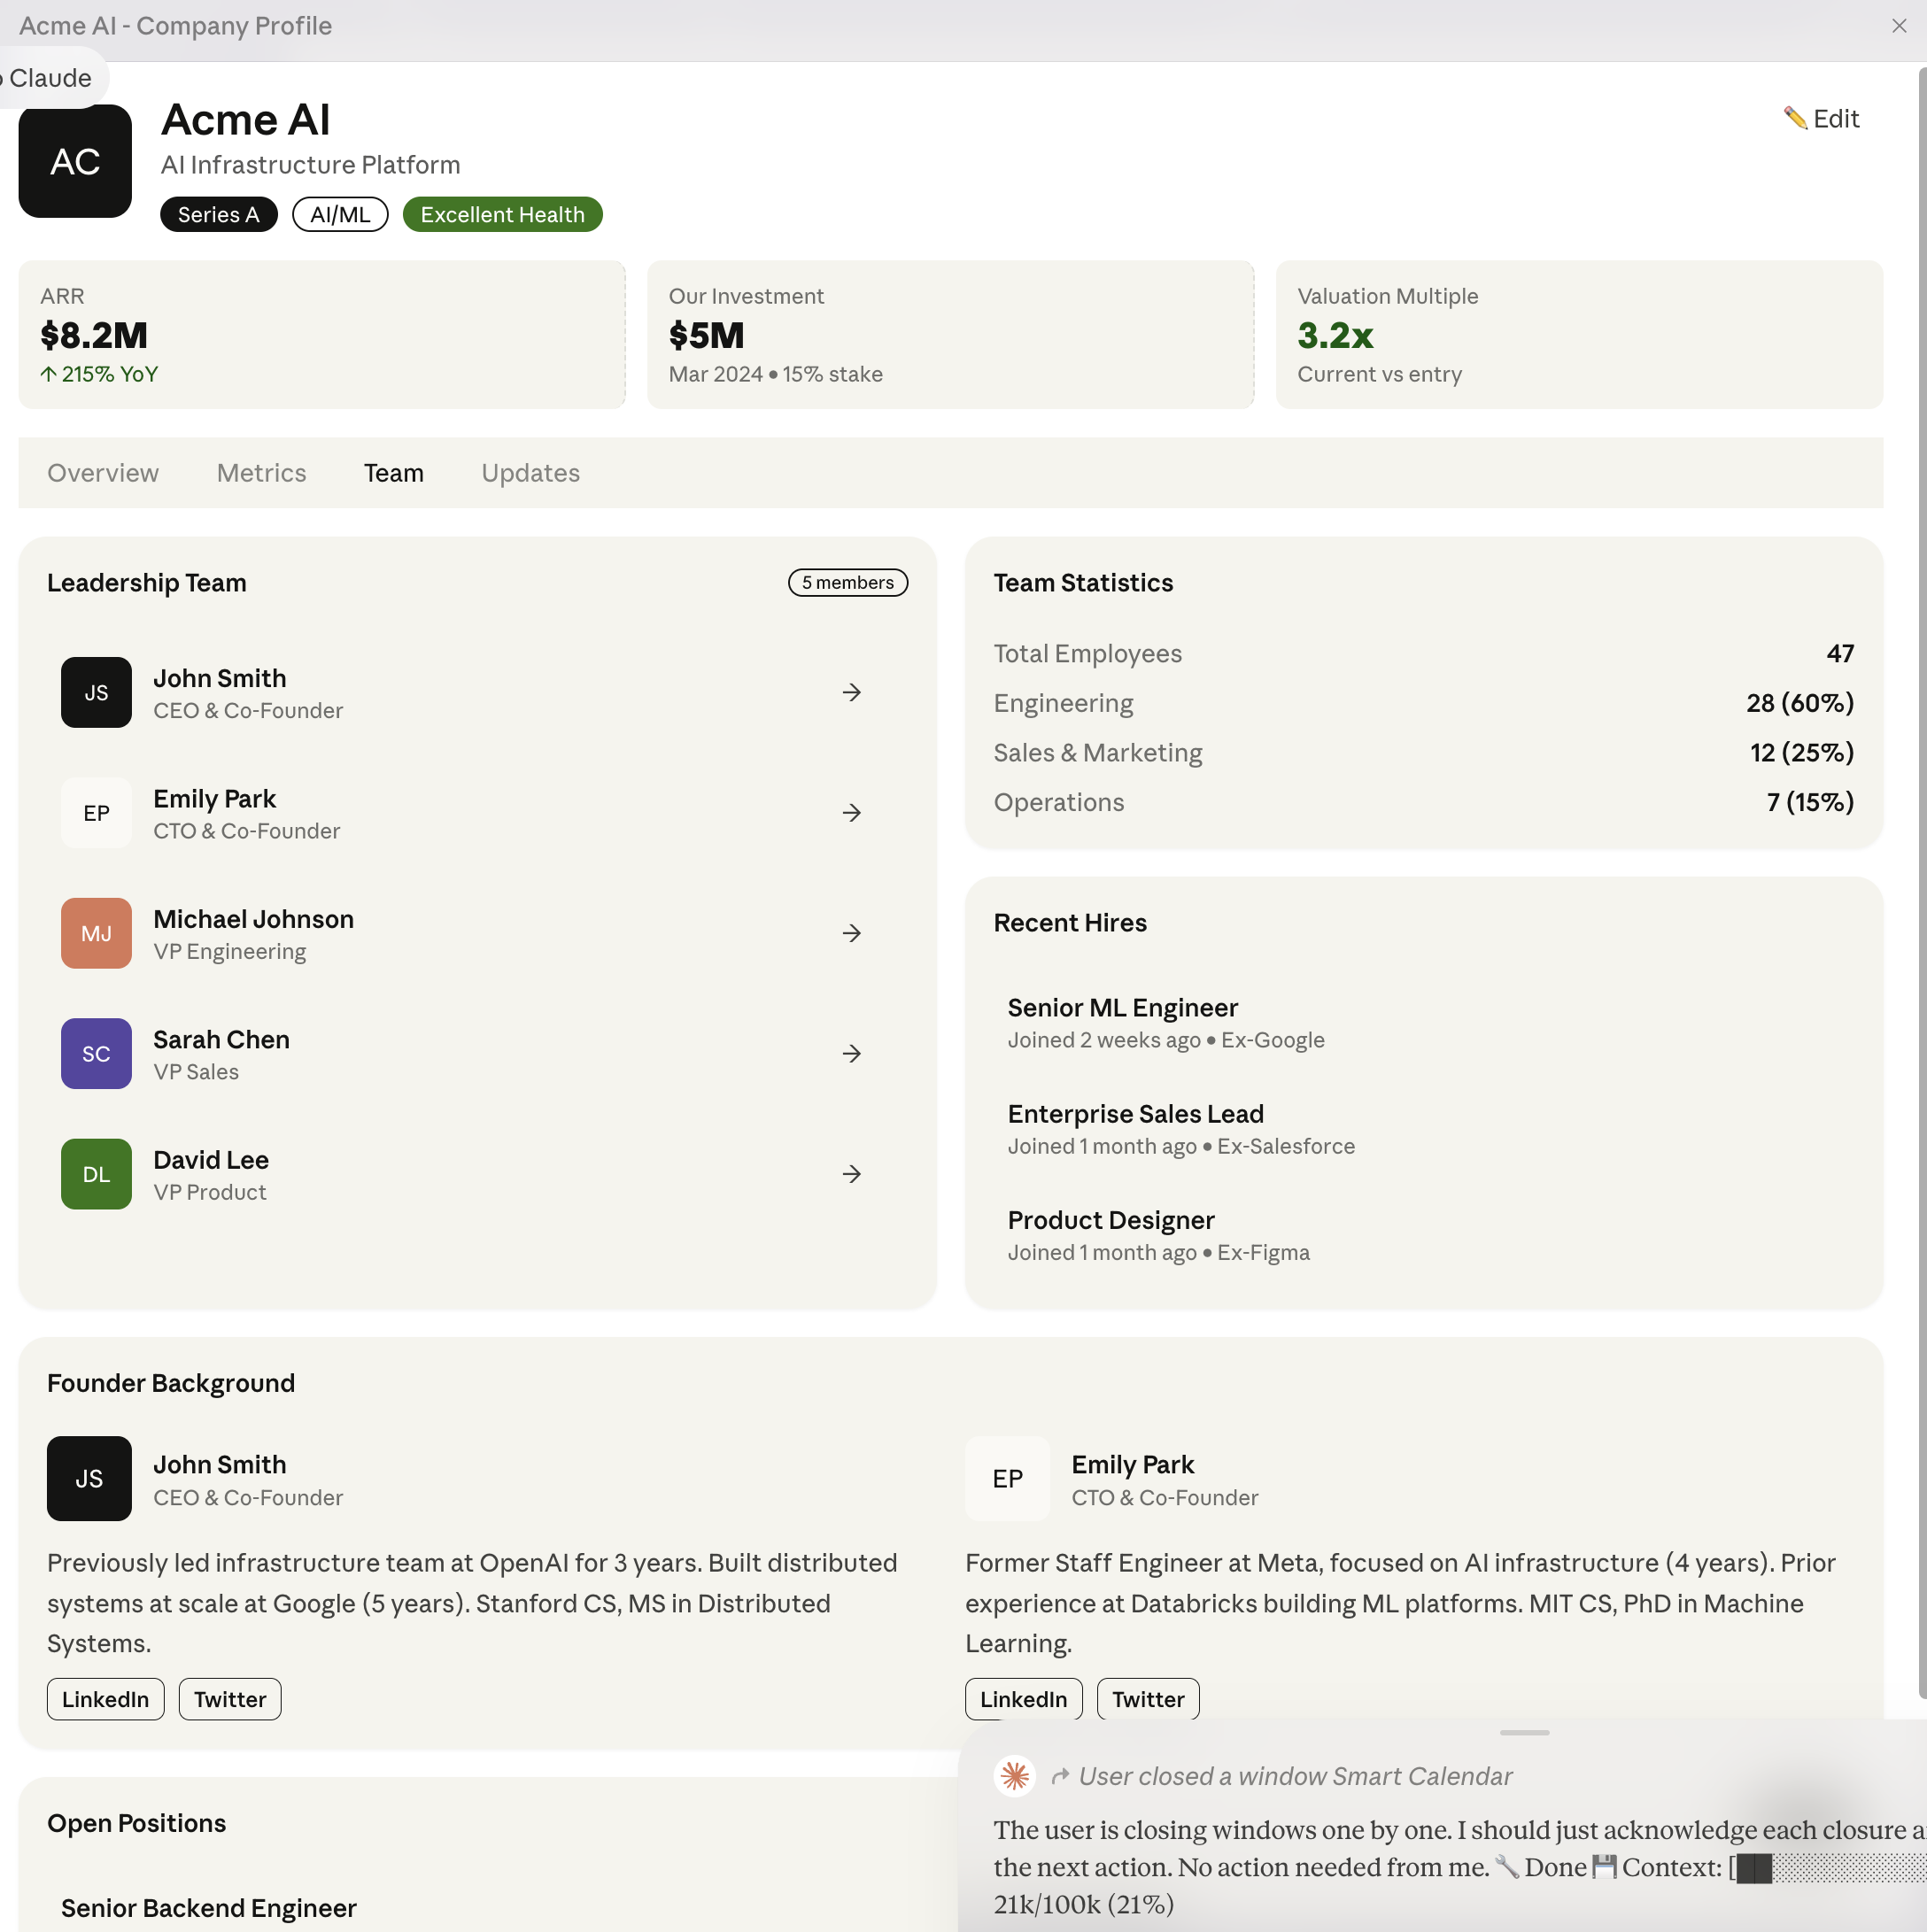 Acme AI - Company Profile
Claude
AC
Acme AI
AI Infrastructure Platform
Series A
AI/ML
Excellent Health
✏️ Edit
ARR
$8.2M
↑ 215% YoY
Our Investment
$5M
Mar 2024 • 15% stake
Valuation Multiple
3.2x
Current vs entry
Overview
Metrics
Team
Updates
Leadership Team
5 members
JS
John Smith
CEO & Co-Founder
→
EP
Emily Park
CTO & Co-Founder
→
MJ
Michael Johnson
VP Engineering
→
SC
Sarah Chen
VP Sales
→
DL
David Lee
VP Product
→
Team Statistics
Total Employees 47
Engineering 28 (60%)
Sales & Marketing 12 (25%)
Operations 7 (15%)
Recent Hires
Senior ML Engineer
Joined 2 weeks ago • Ex-Google
Enterprise Sales Lead
Joined 1 month ago • Ex-Salesforce
Product Designer
Joined 1 month ago • Ex-Figma
Founder Background
JS
John Smith
CEO & Co-Founder
Previously led infrastructure team at OpenAI for 3 years. Built distributed
systems at scale at Google (5 years). Stanford CS, MS in Distributed
Systems.
LinkedIn
Twitter
EP
Emily Park
CTO & Co-Founder
Former Staff Engineer at Meta, focused on AI infrastructure (4 years). Prior
experience at Databricks building ML platforms. MIT CS, PhD in Machine
Learning.
LinkedIn
Twitter
Open Positions
Senior Backend Engineer
User closed a window Smart Calendar
The user is closing windows one by one. I should just acknowledge each closure
the next action. No action needed from me. 🔧 Done 💾 Context: [██░░░░░░░░
21k/100k (21%)